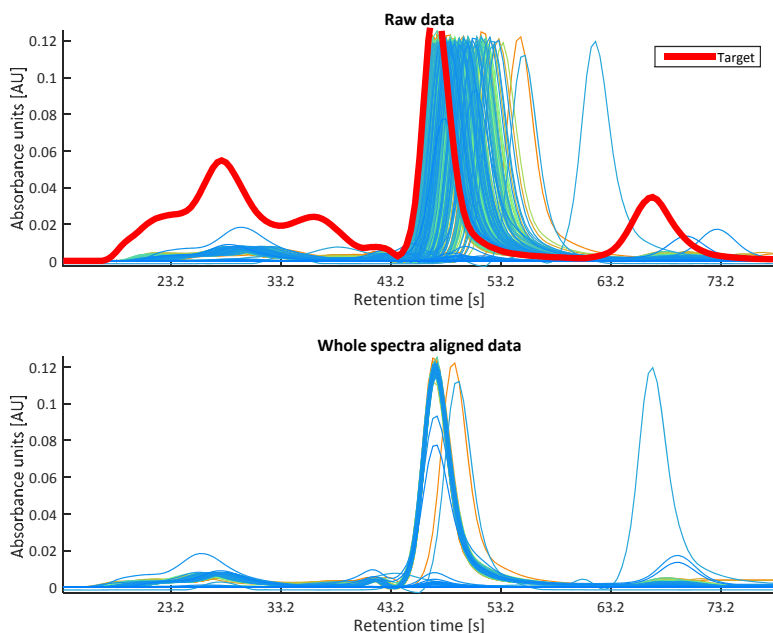 Raw data
0.12
0.1
0.08
0.06
0.04
0.02
0
Absorbance units [AU]
Target
23.2 33.2 43.2 53.2 63.2 73.2
Retention time [s]
Whole spectra aligned data
0.12
0.1
0.08
0.06
0.04
0.02
0
Absorbance units [AU]
23.2 33.2 43.2 53.2 63.2 73.2
Retention time [s]